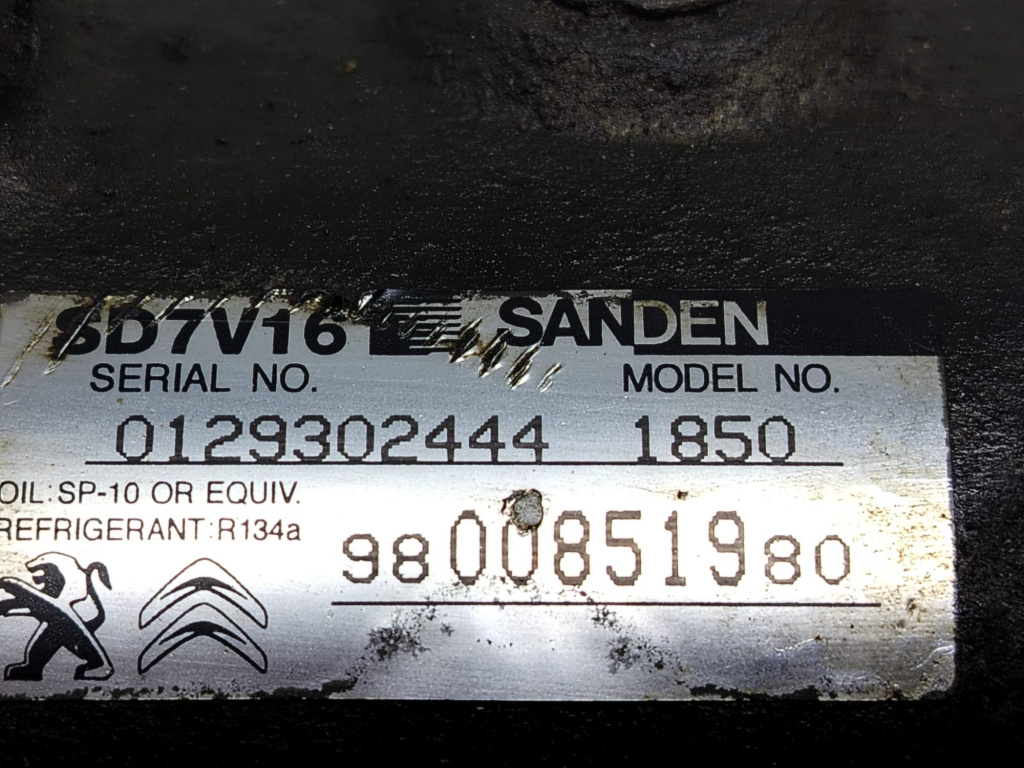 SD7V16 SANDEN
SERIAL NO. MODEL NO.
0129302444 1850
OIL: SP-10 OR EQUIV.
REFRIGERANT: R134a
9800851980